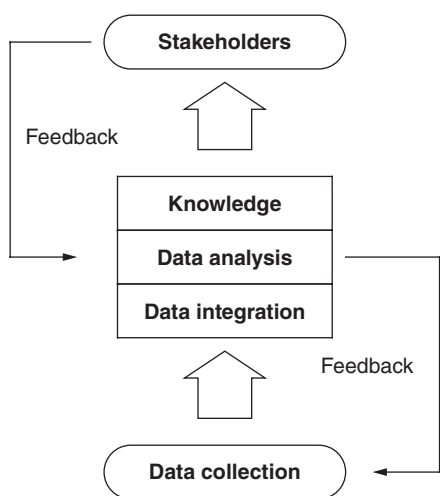 Stakeholders
Feedback
Knowledge
Data analysis
Data integration
Feedback
Data collection